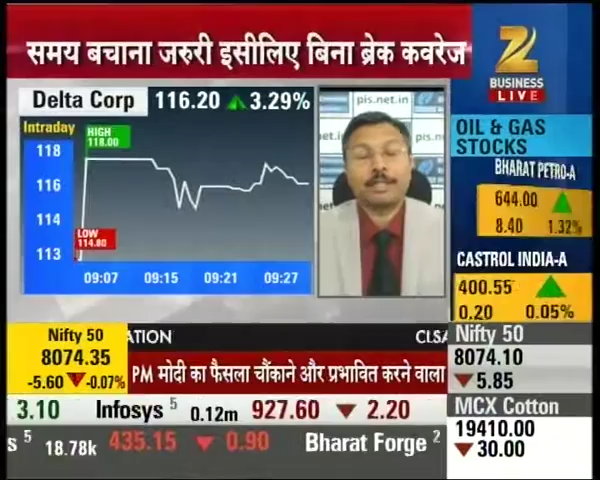 समय बचाना जरुरी इसीलिए बिना ब्रेक कवरेज
Z
BUSINESS
LIVE
Delta Corp 116.20 3.29%
Intraday
HIGH
118.00
118
116
114
113
LOW
114.80
09:07 09:15 09:21 09:27
pis.net.in
OIL & GAS
STOCKS
BHARAT PETRO-A
644.00
8.40 1.32%
CASTROL INDIA-A
400.55
0.20 0.05%
Nifty 50
8074.35
-5.60 -0.07%
ATION CLSA
PM मोदी का फैसला चौंकाने और प्रभावित करने वाला
Nifty 50
8074.10
5.85
MCX Cotton
19410.00
30.00
3.10 Infosys 5 0.12m 927.60 2.20
s 5 18.78k 435.15 0.90 Bharat Forge 2